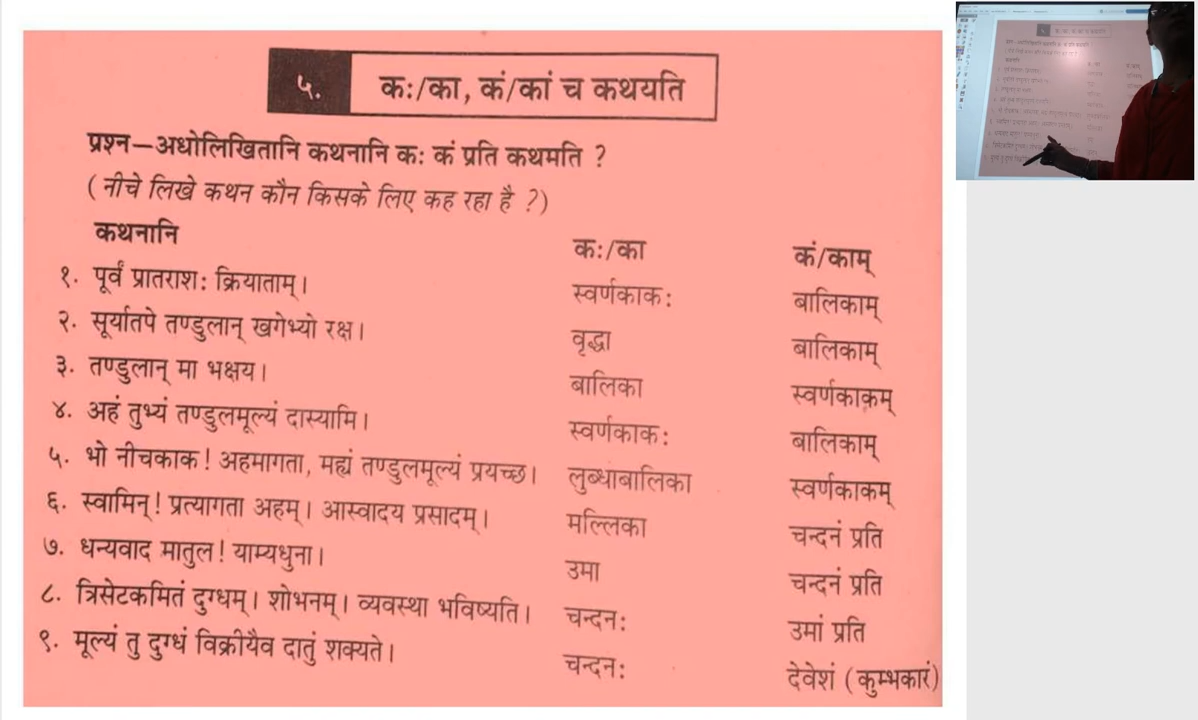 ५. कः/का, कं/कां च कथयति
प्रश्न—अधोलिखितानि कथनानि कः कं प्रति कथमति ?
(नीचे लिखे कथन कौन किसके लिए कह रहा है ?)
कथनानि कः/का कं/काम्
१. पूर्वं प्रातराशः क्रियाताम्। स्वर्णकाकः बालिकाम्
२. सूर्यातपे तण्डुलान् खगेभ्यो रक्ष। वृद्धा बालिकाम्
३. तण्डुलान् मा भक्षय। बालिका स्वर्णकाकम्
४. अहं तुभ्यं तण्डुलमूल्यं दास्यामि। स्वर्णकाकः बालिकाम्
५. भो नीचकाक! अहमागता, मह्यं तण्डुलमूल्यं प्रयच्छ। लुब्धाबालिका स्वर्णकाकम्
६. स्वामिन्! प्रत्यागता अहम्। आस्वादय प्रसादम्। मल्लिका चन्दनं प्रति
७. धन्यवाद मातुल! याम्यधुना। उमा चन्दनं प्रति
८. त्रिसेटकमितं दुग्धम्। शोभनम्। व्यवस्था भविष्यति। चन्दनः उमां प्रति
९. मूल्यं तु दुग्धं विक्रीयैव दातुं शक्यते। चन्दनः देवेशं (कुम्भकारं)